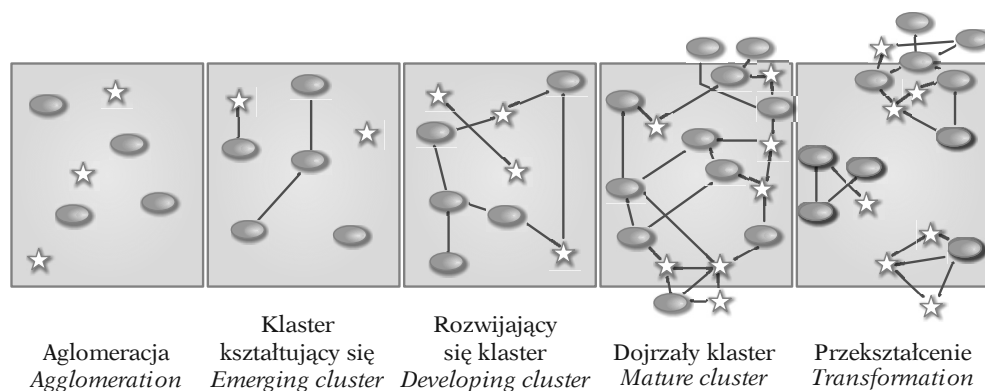 Aglomeracja
Agglomeration
Klaster
kształtujący się
Emerging cluster
Rozwijający
się klaster
Developing cluster
Dojrzały klaster
Mature cluster
Przekształcenie
Transformation